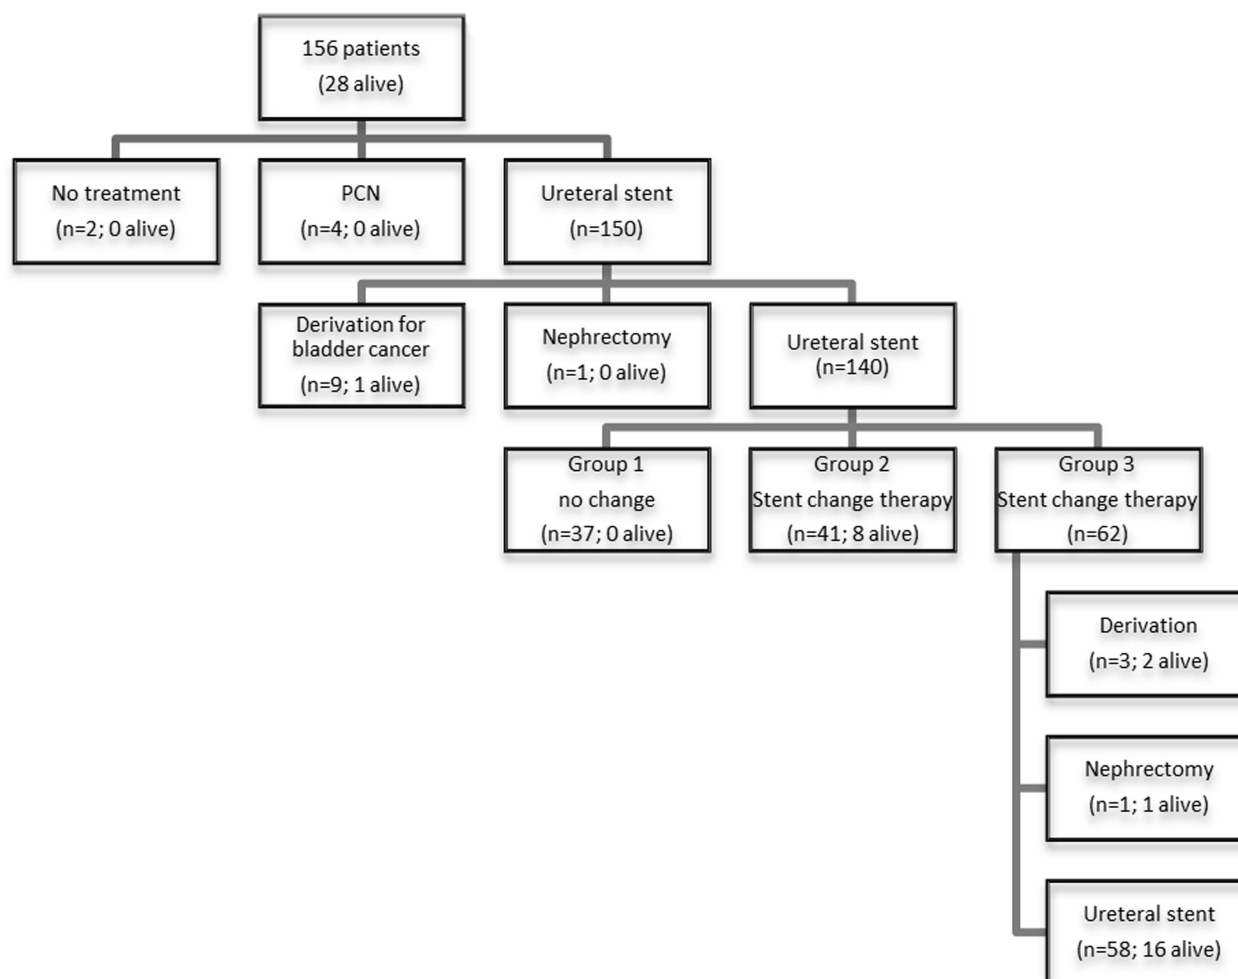 156 patients
(28 alive)
No treatment
(n=2; 0 alive)
PCN
(n=4; 0 alive)
Ureteral stent
(n=150)
Derivation for
bladder cancer
(n=9; 1 alive)
Nephrectomy
(n=1; 0 alive)
Ureteral stent
(n=140)
Group 1
no change
(n=37; 0 alive)
Group 2
Stent change therapy
(n=41; 8 alive)
Group 3
Stent change therapy
(n=62)
Derivation
(n=3; 2 alive)
Nephrectomy
(n=1; 1 alive)
Ureteral stent
(n=58; 16 alive)